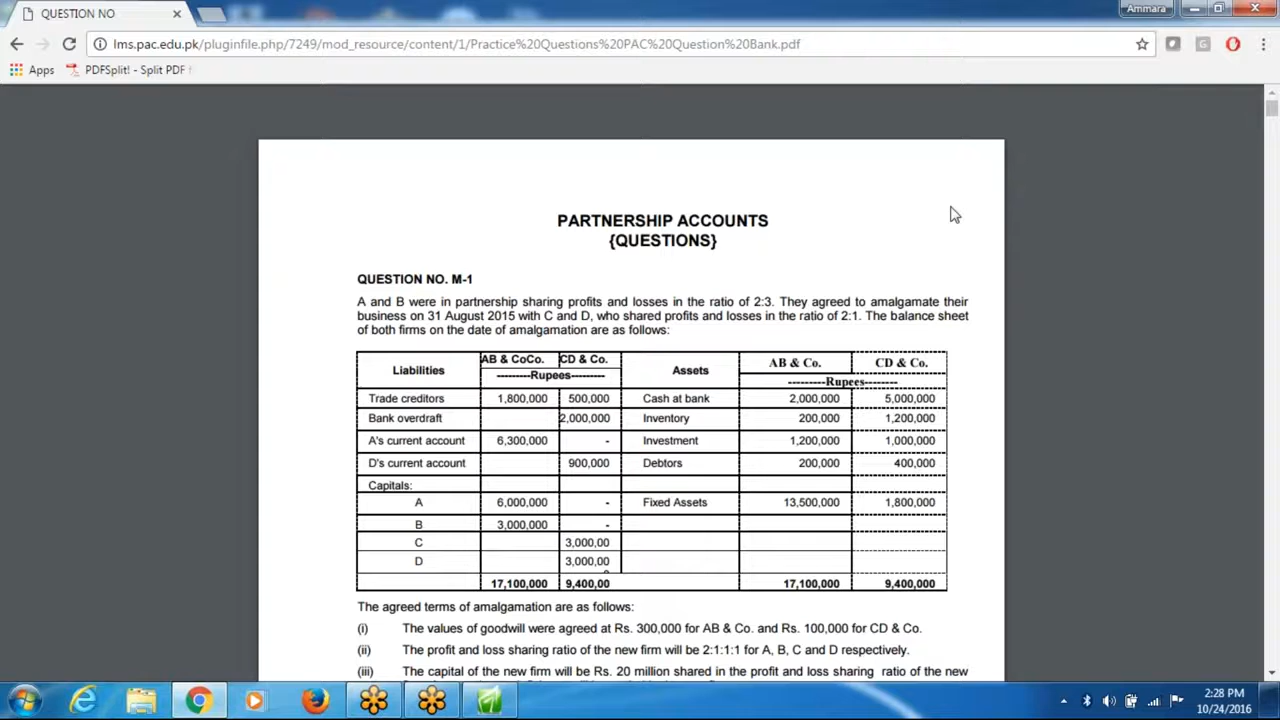 QUESTION NO
Ammara
lms.pac.edu.pk/pluginfile.php/7249/mod_resource/content/1/Practice%20Questions%20PAC%20Question%20Bank.pdf
Apps PDFSplit! - Split PDF f
PARTNERSHIP ACCOUNTS
{QUESTIONS}
QUESTION NO. M-1
A and B were in partnership sharing profits and losses in the ratio of 2:3. They agreed to amalgamate their
business on 31 August 2015 with C and D, who shared profits and losses in the ratio of 2:1. The balance sheet
of both firms on the date of amalgamation are as follows:
Liabilities AB & CoCo. CD & Co. Assets AB & Co. CD & Co.
---------Rupees--------- ---------Rupees--------
Trade creditors 1,800,000 500,000 Cash at bank 2,000,000 5,000,000
Bank overdraft 2,000,000 Inventory 200,000 1,200,000
A's current account 6,300,000 - Investment 1,200,000 1,000,000
D's current account 900,000 Debtors 200,000 400,000
Capitals:
A 6,000,000 - Fixed Assets 13,500,000 1,800,000
B 3,000,000 -
C 3,000,00
D 3,000,00
17,100,000 9,400,00 17,100,000 9,400,000
The agreed terms of amalgamation are as follows:
(i) The values of goodwill were agreed at Rs. 300,000 for AB & Co. and Rs. 100,000 for CD & Co.
(ii) The profit and loss sharing ratio of the new firm will be 2:1:1:1 for A, B, C and D respectively.
(iii) The capital of the new firm will be Rs. 20 million shared in the profit and loss sharing ratio of the new
2:28 PM
10/24/2016